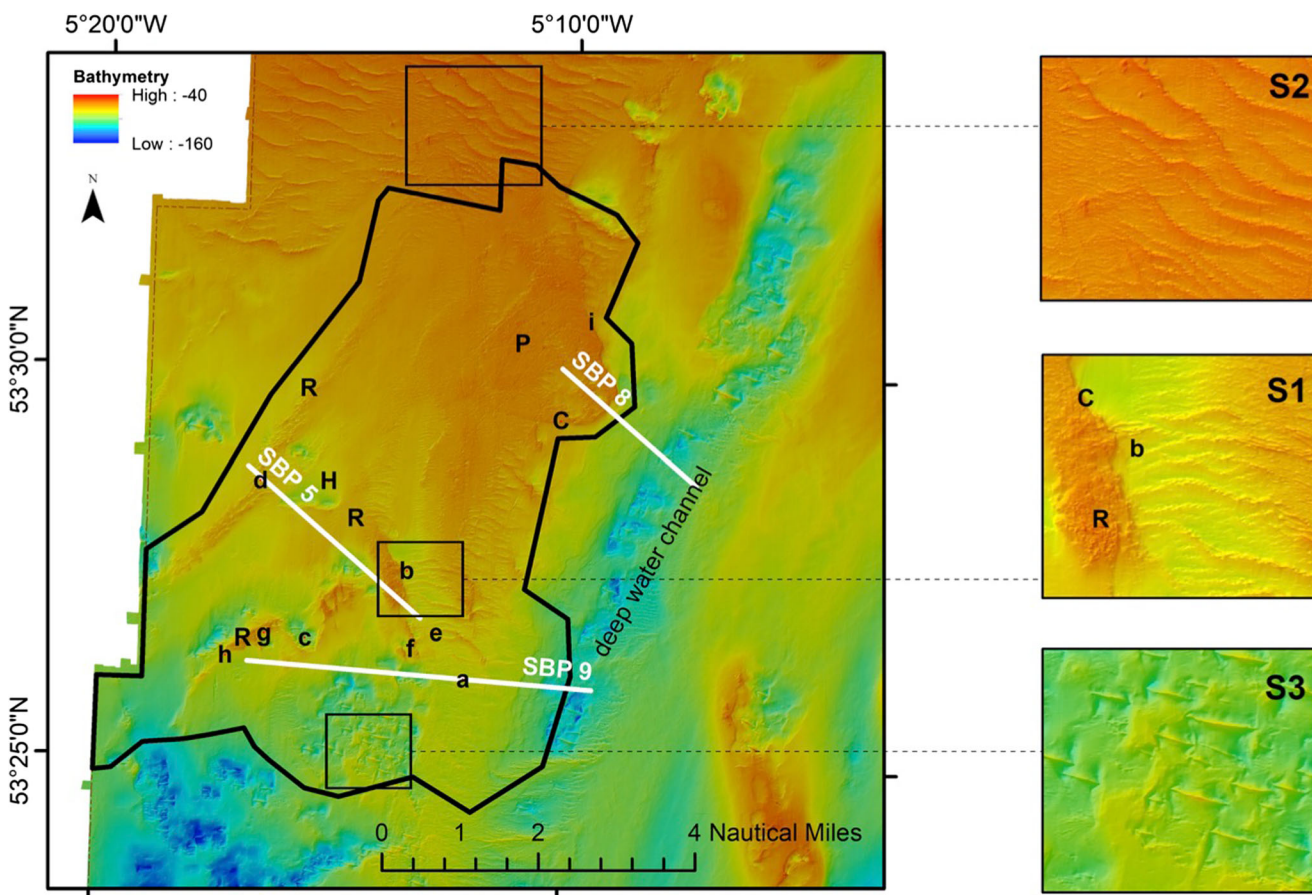 5°20'0"W
5°10'0"W
Bathymetry
High : -40
Low : -160
N
S2
53°30'0"N
i
P
R
SBP 8
C
SBP 5
d
H
R
b
deep water channel
R
g
c
e
f
h
SBP 9
a
53°25'0"N
0
1
2
4 Nautical Miles
C
S1
b
R
S3